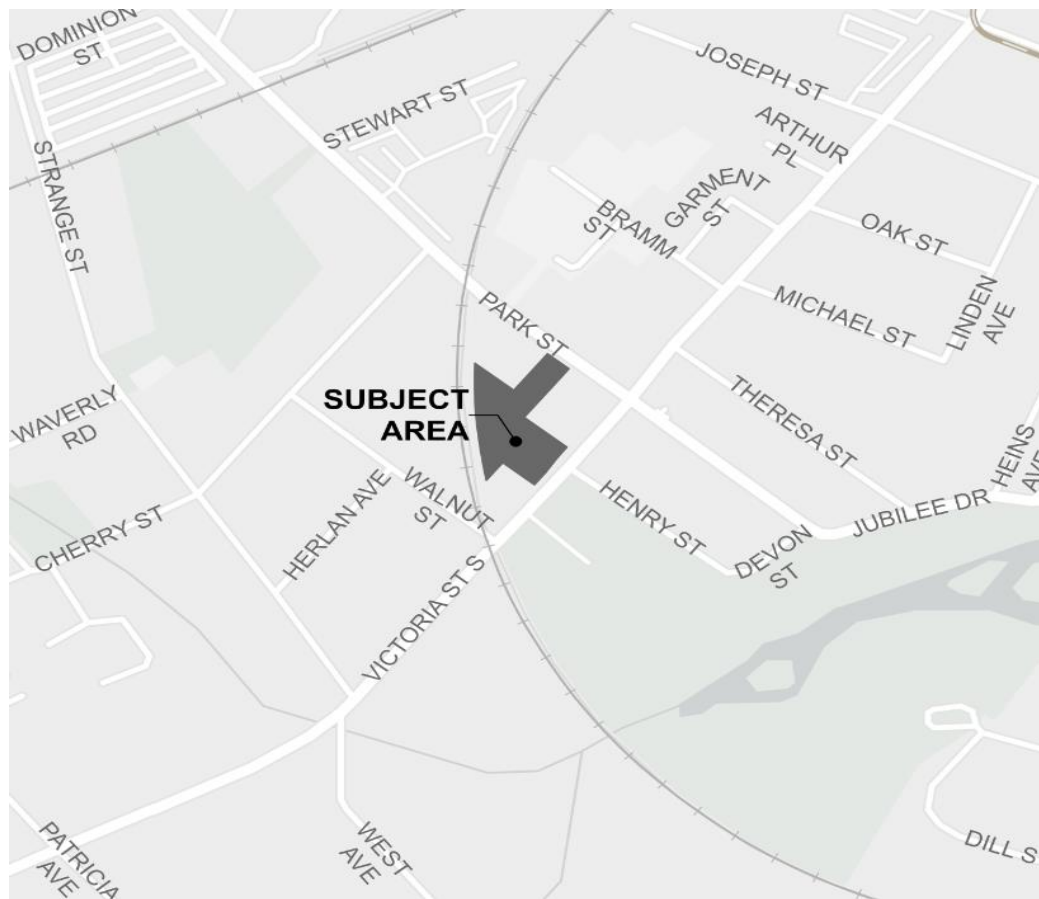 DOMINION
ST
JOSEPH ST
STEWART ST
ARTHUR
PL
STRANGE ST
GARMENT
ST
BRAMM
ST
OAK ST
LINDEN
AVE
MICHAEL ST
PARK ST
SUBJECT
AREA
THERESA ST
WAVERLY
RD
HEINS
AVE
WALNUT
ST
HENRY ST
JUBILEE DR
HERLAN AVE
CHERRY ST
DEVON
ST
VICTORIA ST S
PATRICIA
AVE
WEST
AVE
DILL S